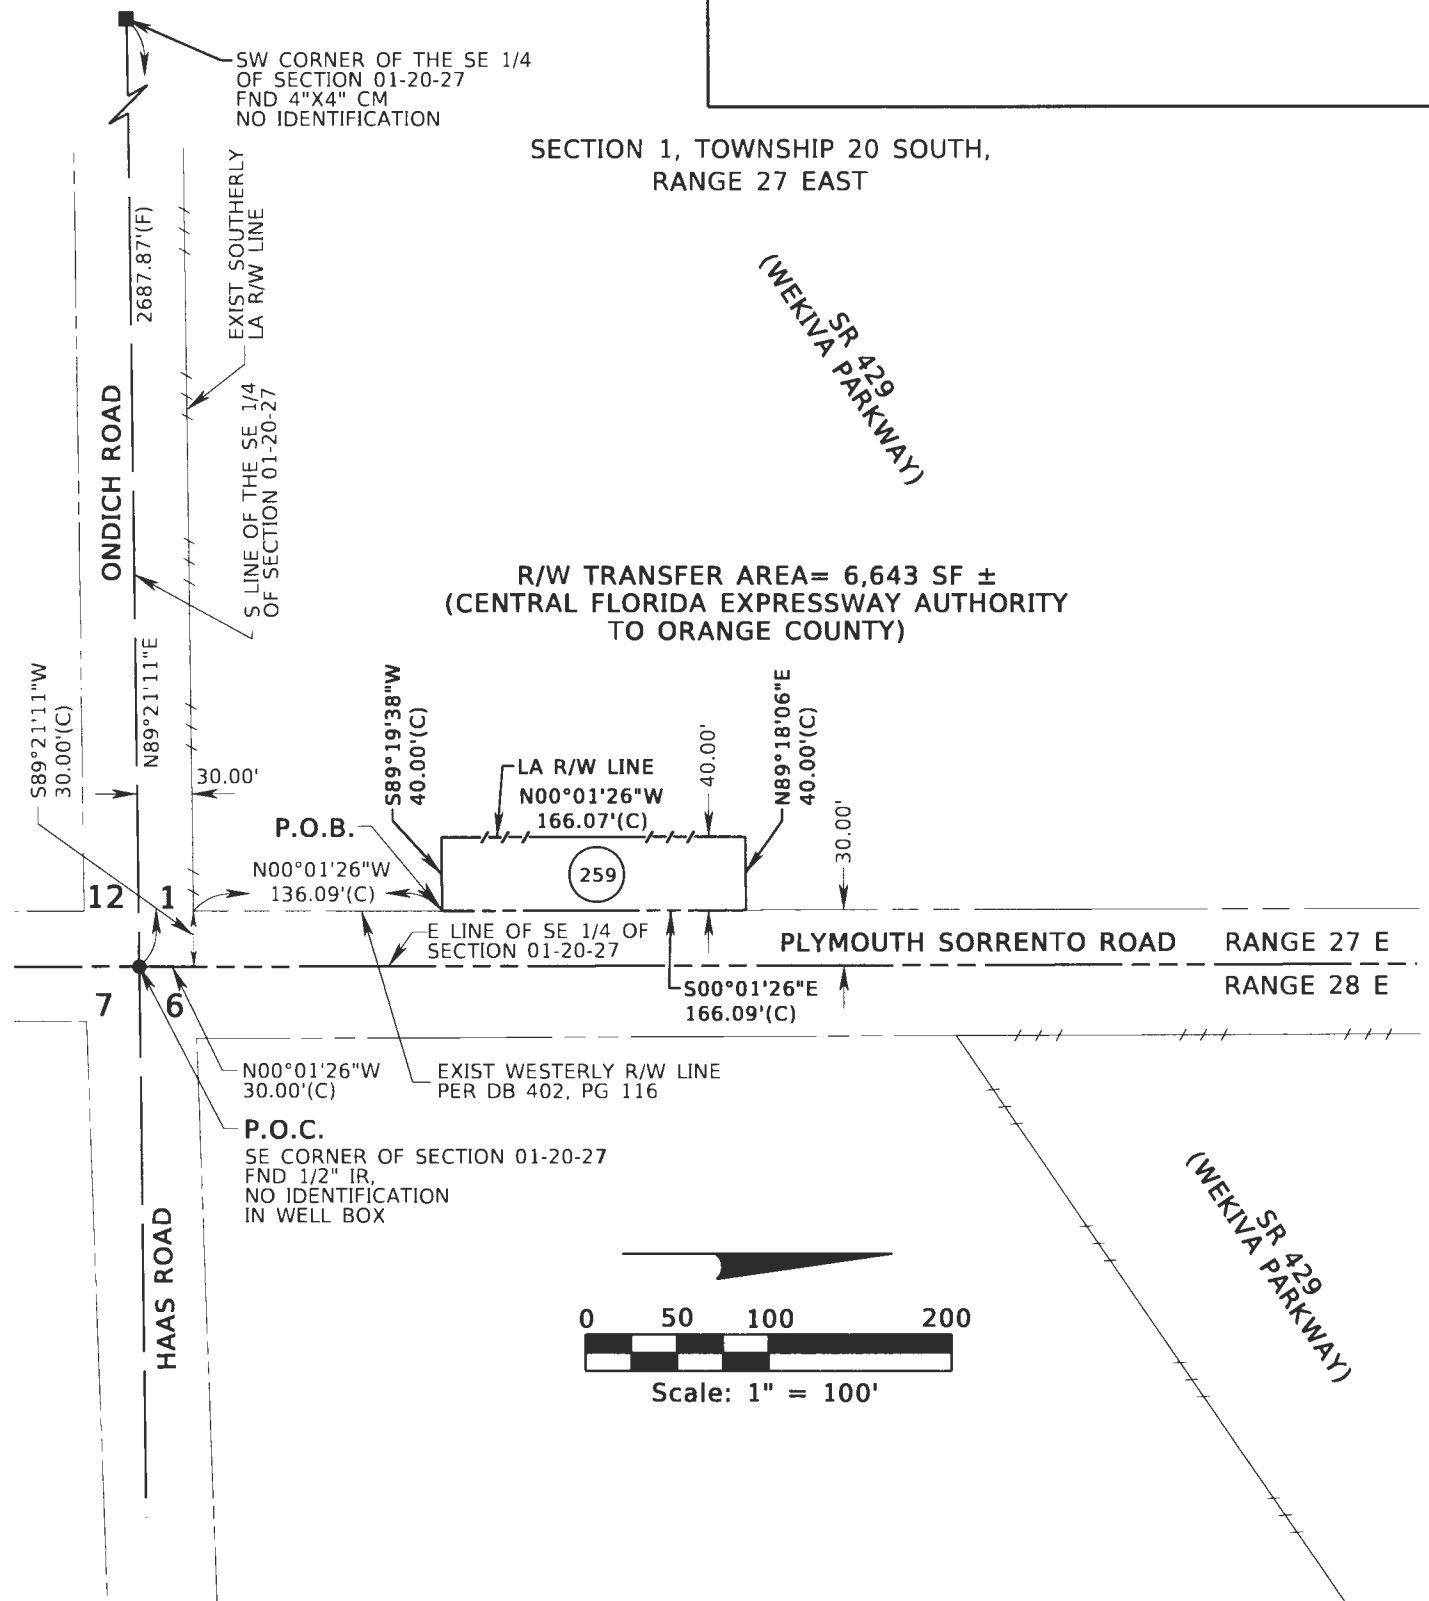 SW CORNER OF THE SE 1/4
OF SECTION 01-20-27
FND 4"X4" CM
NO IDENTIFICATION
SECTION 1, TOWNSHIP 20 SOUTH,
RANGE 27 EAST
2687.87'(F)
EXIST SOUTHERLY
LA R/W LINE
SR 429
(WEKIVA PARKWAY)
ONDICH ROAD
S LINE OF THE SE 1/4
OF SECTION 01-20-27
R/W TRANSFER AREA= 6,643 SF ±
(CENTRAL FLORIDA EXPRESSWAY AUTHORITY
TO ORANGE COUNTY)
S89°21'11"W
30.00'(C)
N89°21'11"E
30.00'
S89°19'38"W
40.00'(C)
LA R/W LINE
N00°01'26"W
166.07'(C)
40.00'
N89°18'06"E
40.00'(C)
30.00'
P.O.B.
N00°01'26"W
136.09'(C)
259
12
1
E LINE OF SE 1/4 OF
SECTION 01-20-27
PLYMOUTH SORRENTO ROAD
RANGE 27 E
RANGE 28 E
7
6
S00°01'26"E
166.09'(C)
N00°01'26"W
30.00'(C)
EXIST WESTERLY R/W LINE
PER DB 402, PG 116
P.O.C.
SE CORNER OF SECTION 01-20-27
FND 1/2" IR,
NO IDENTIFICATION
IN WELL BOX
HAAS ROAD
SR 429
(WEKIVA PARKWAY)
0 50 100 200
Scale: 1" = 100'